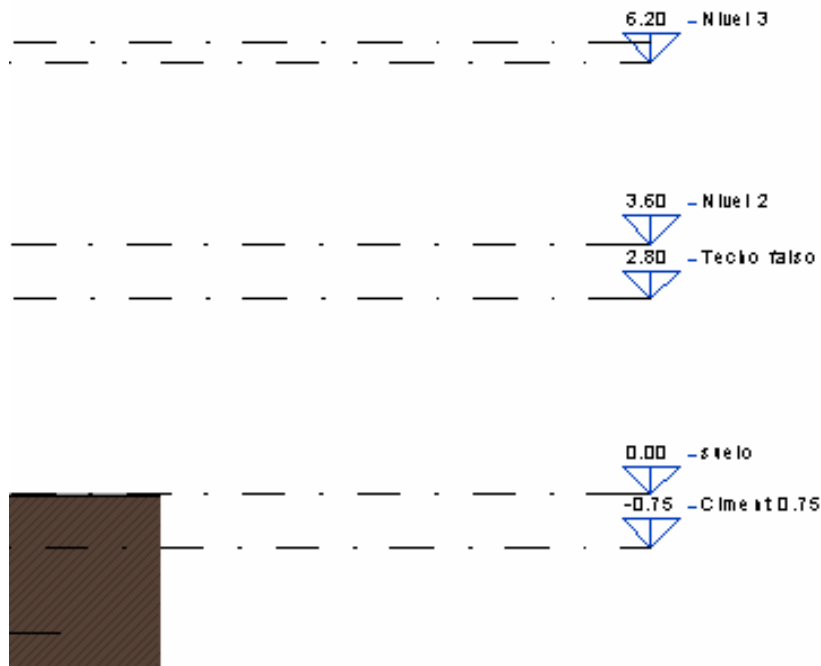 6.20 - Nivel 3
3.60 - Nivel 2
2.80 - Techo falso
0.00 - suelo
-0.75 - Ciment 0.75